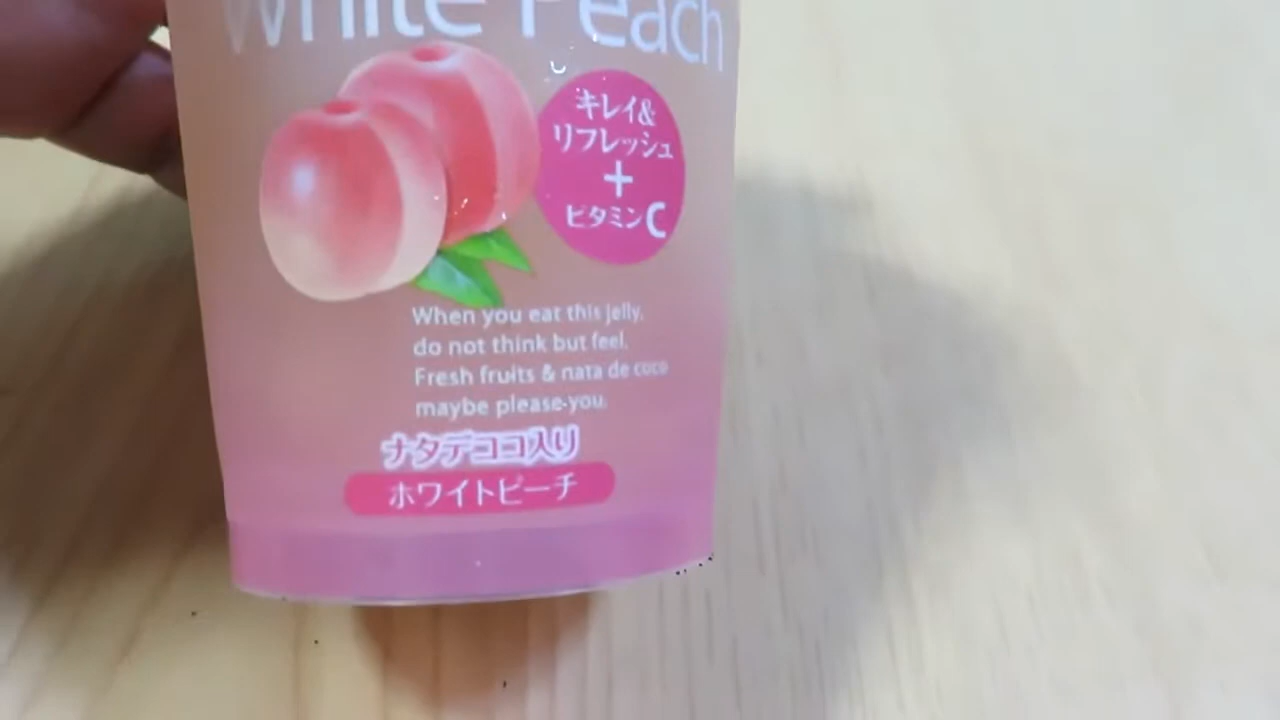 White Peach
キレイ&
リフレッシュ
+
ビタミンC
When you eat this jelly,
do not think but feel.
Fresh fruits & nata de coco
maybe please you.
ナタデココ入り
ホワイトピーチ